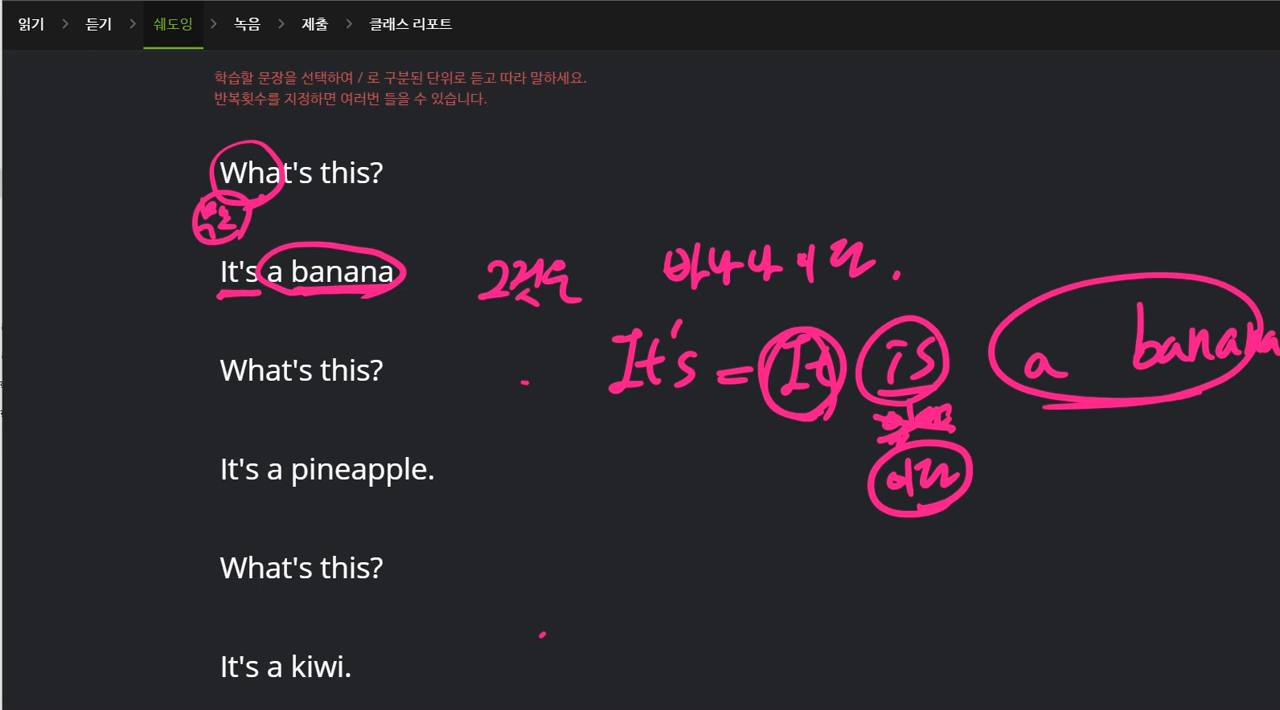 읽기 > 듣기 > 쉐도잉 > 녹음 > 제출 > 클래스 리포트
학습할 문장을 선택하여 / 로 구분된 단위로 듣고 따라 말하세요.
반복횟수를 지정하면 여러번 들을 수 있습니다.
What's this?
It's a banana
그것은 바나나이다.
It's = It is a banana
이다
What's this?
It's a pineapple.
What's this?
It's a kiwi.